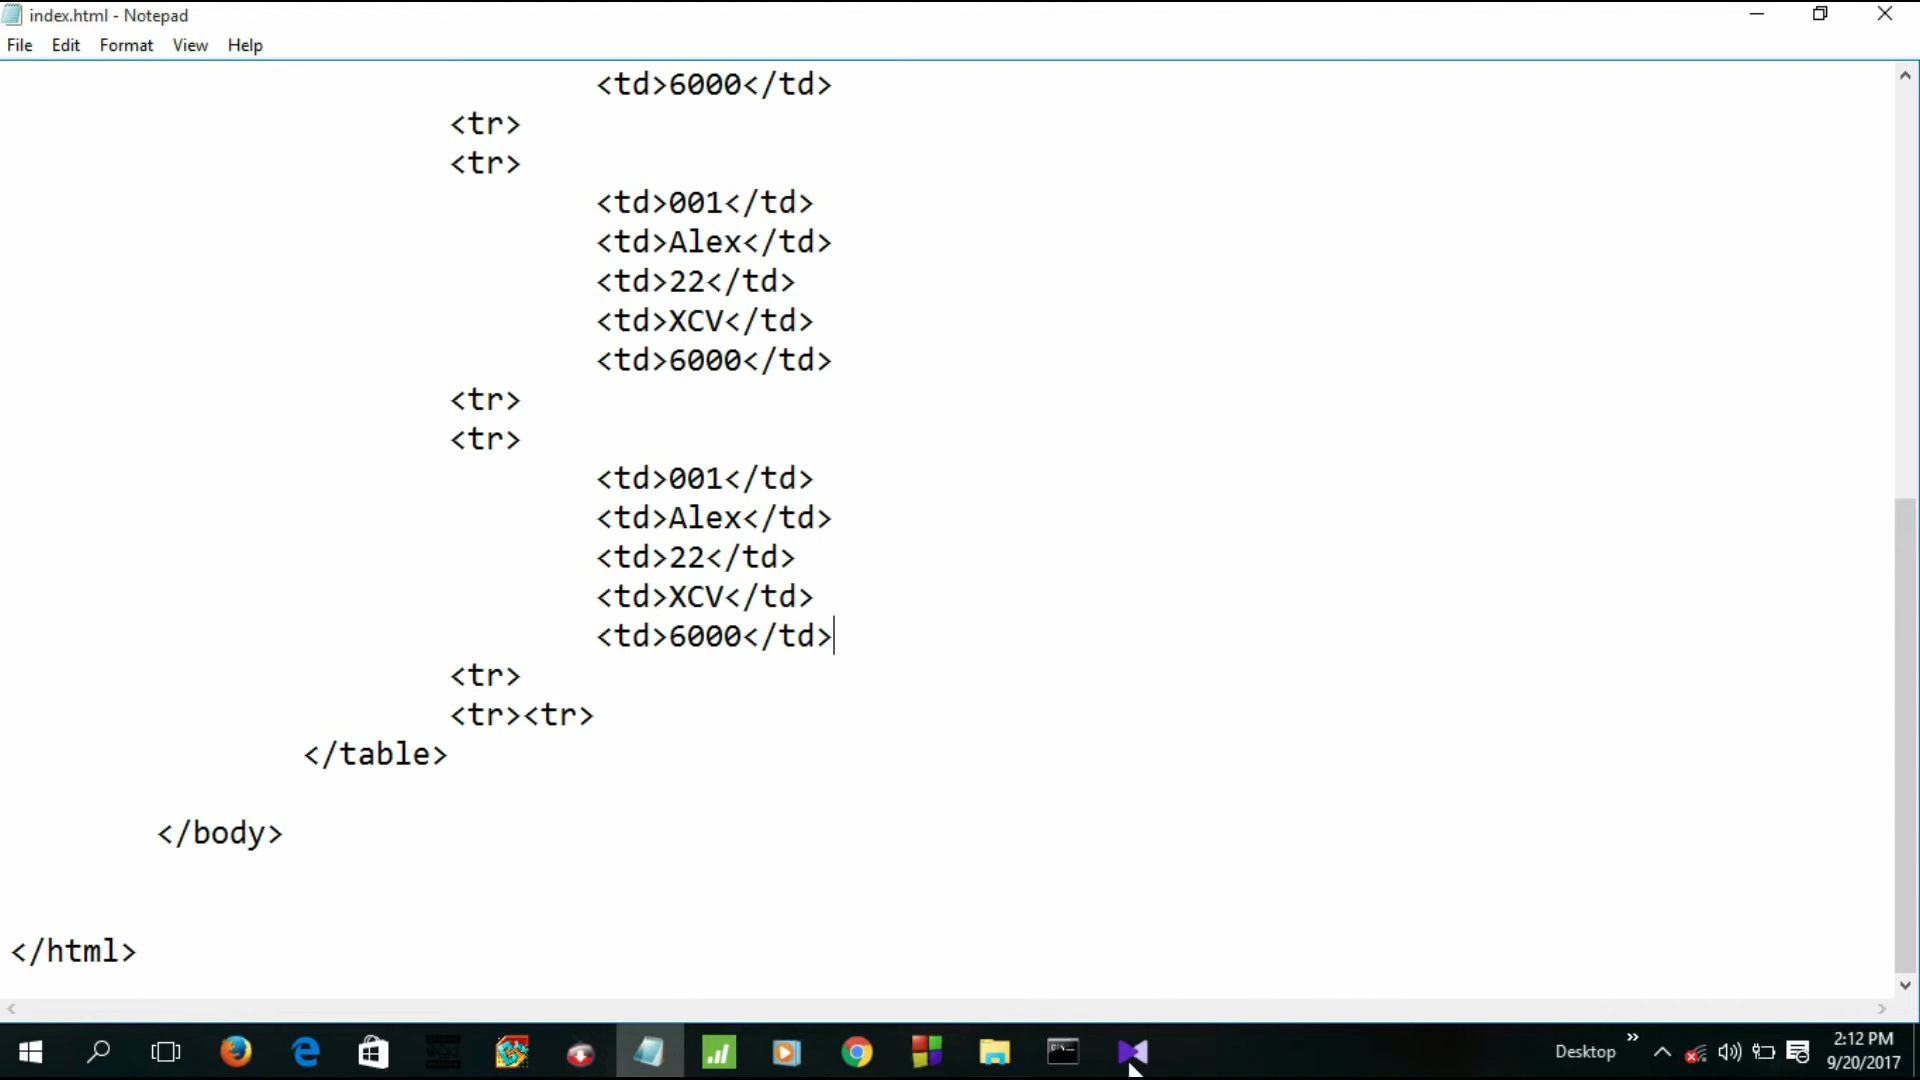 index.html - Notepad
File Edit Format View Help
<td>6000</td>
<tr>
<tr>
<td>001</td>
<td>Alex</td>
<td>22</td>
<td>XCV</td>
<td>6000</td>
<tr>
<tr>
<td>001</td>
<td>Alex</td>
<td>22</td>
<td>XCV</td>
<td>6000</td>
<tr>
<tr><tr>
</table>
</body>
</html>
Desktop
2:12 PM
9/20/2017